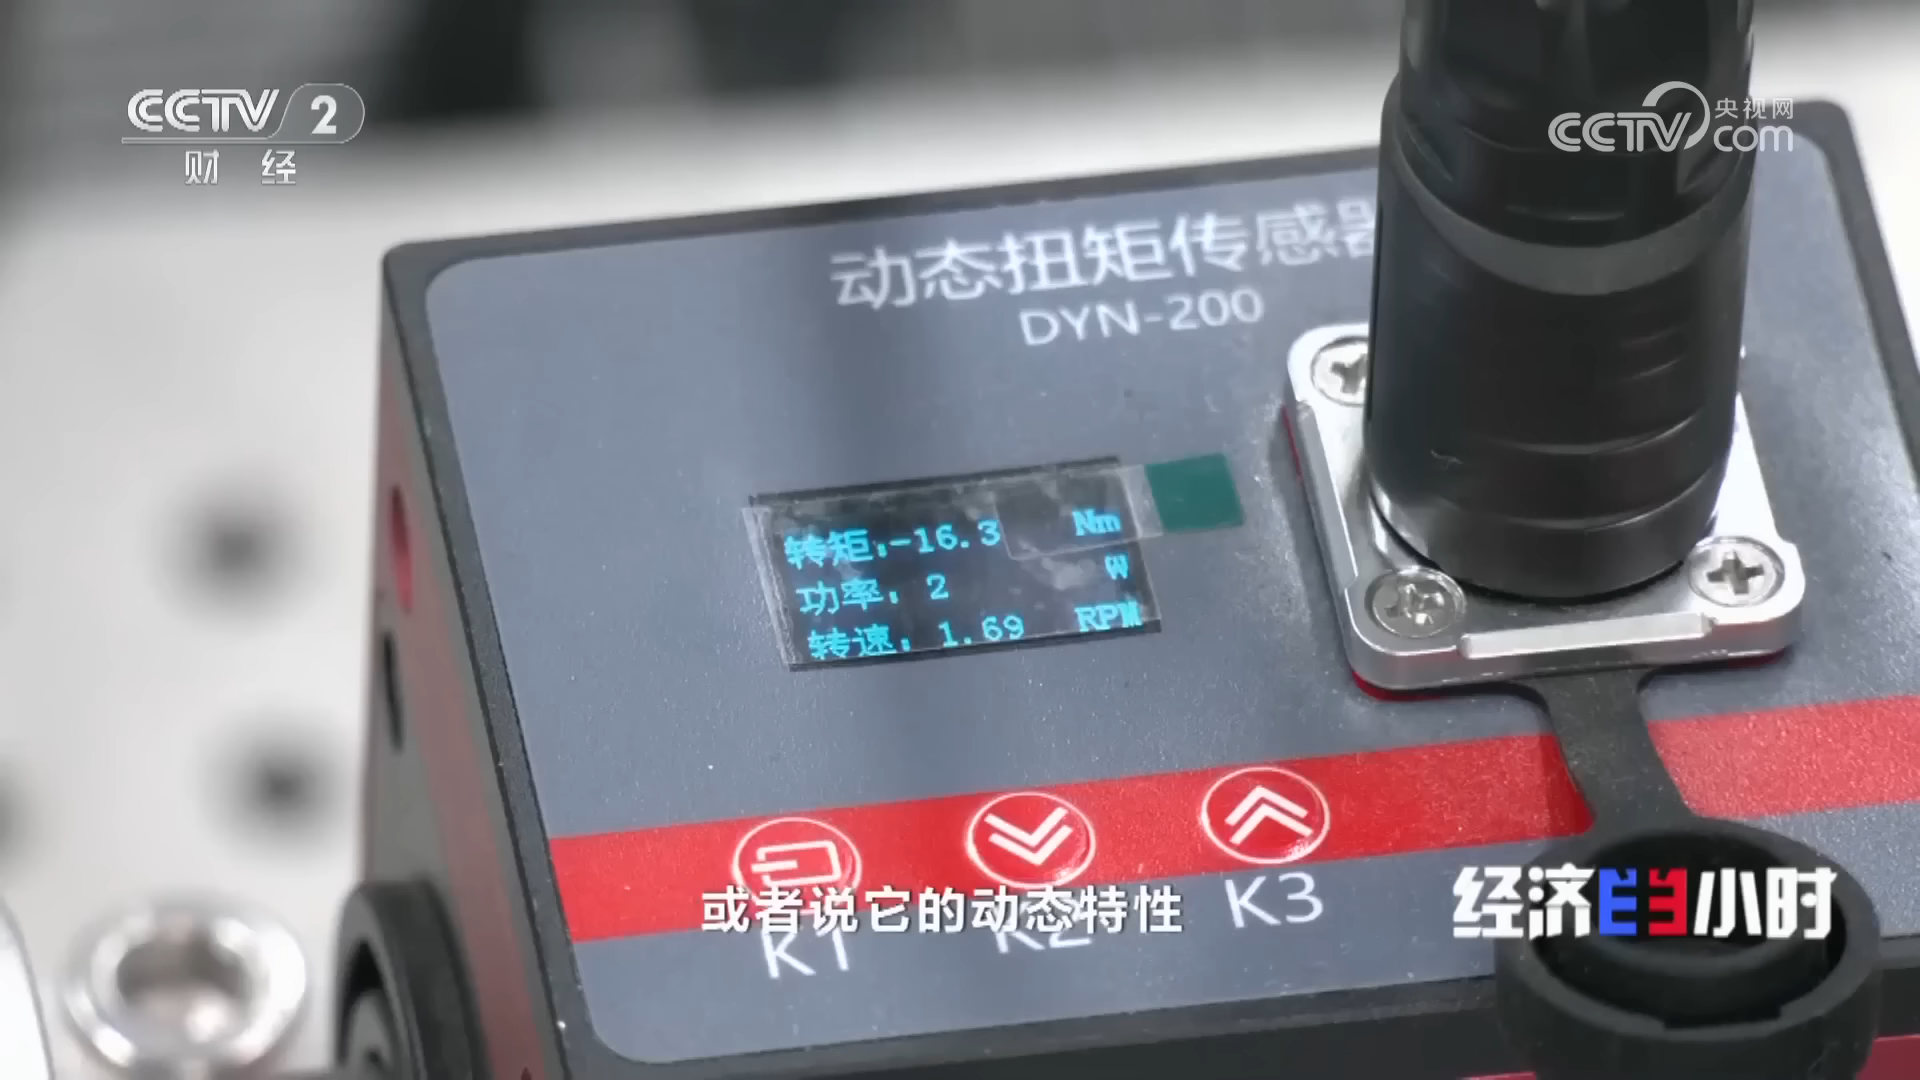 CCTV 2
财 经
CCTV 央视网
com
动态扭矩传感器
DYN-200
转矩:-16.3 Nm
功率: 2 W
转速: 1.69 RPM
K1 K2 K3
或者说它的动态特性
经济半小时